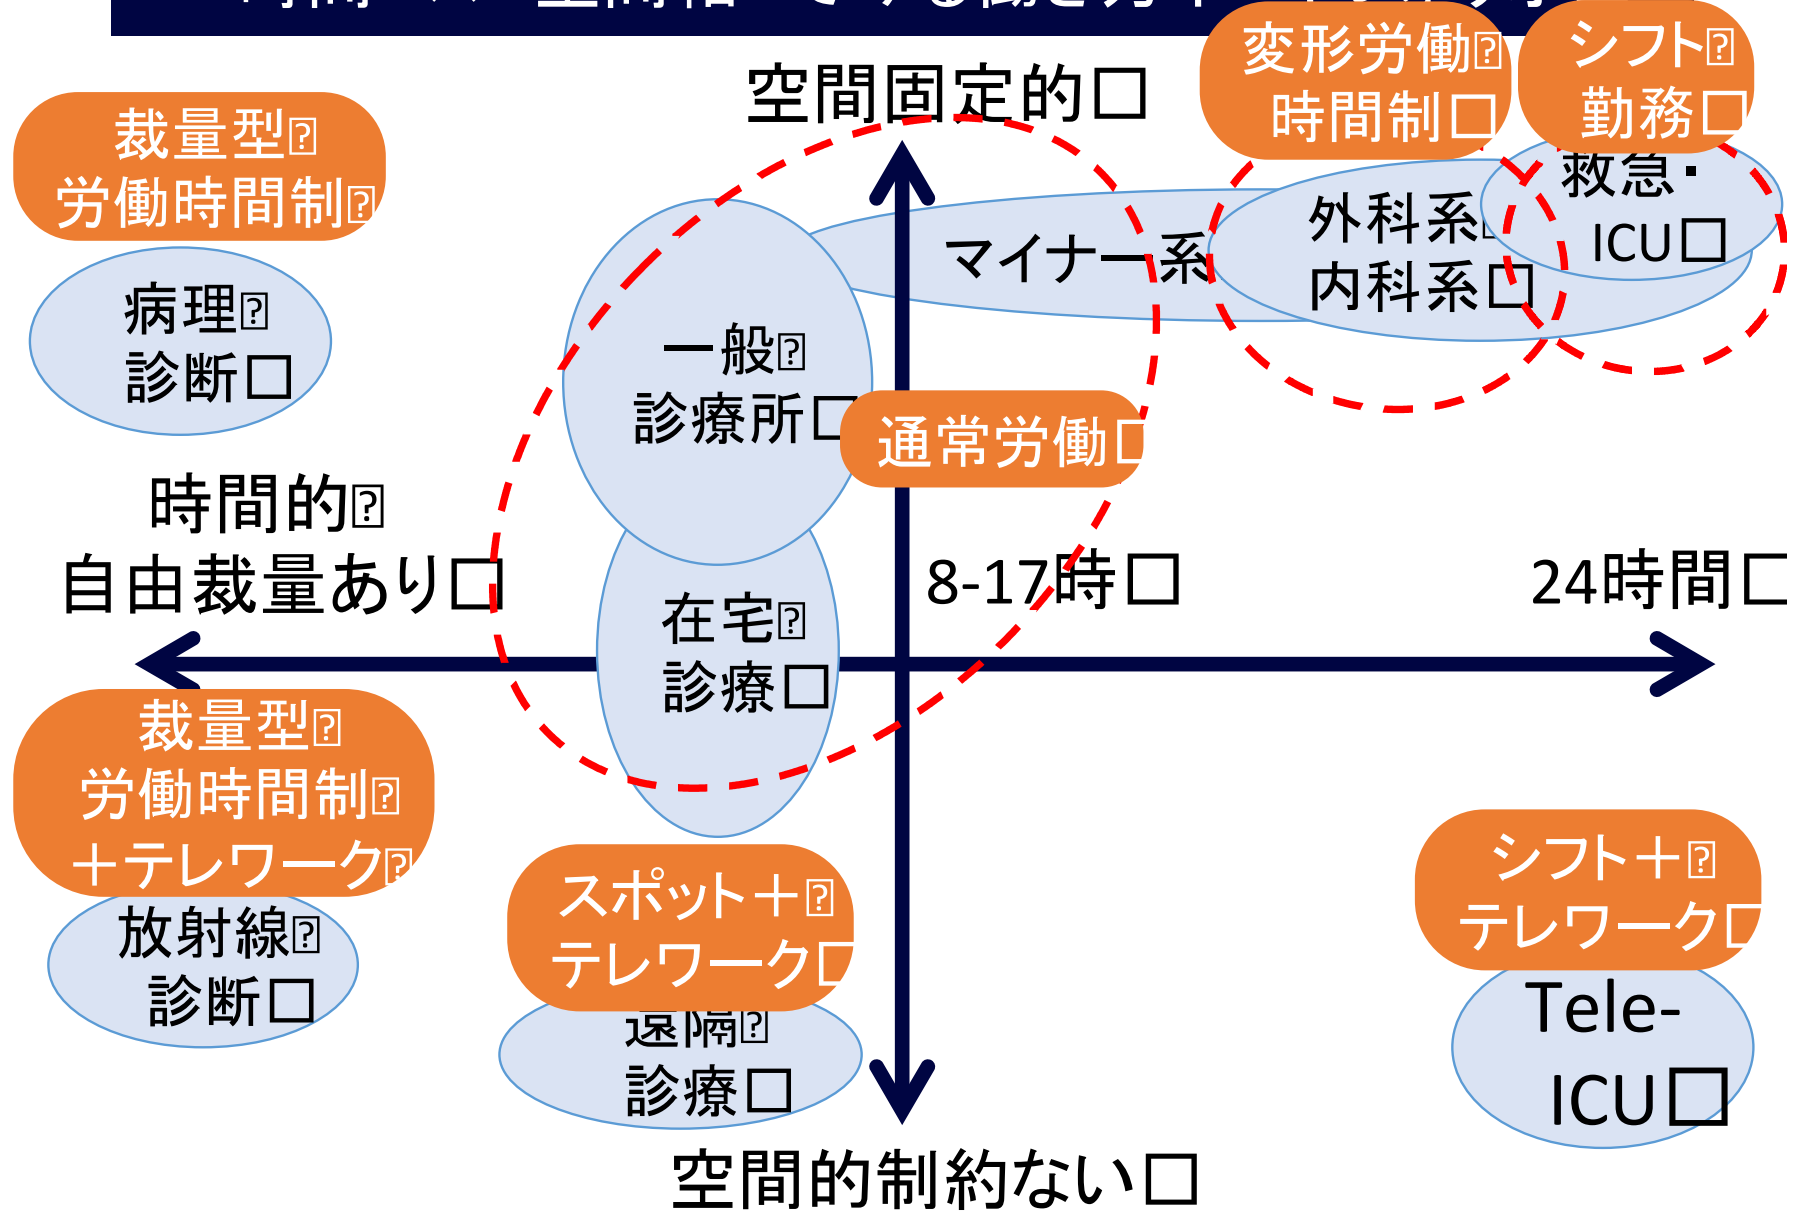 空間固定的
変形労働
時間制
シフト
勤務
裁量型
労働時間制
病理
診断
マイナー系
外科系
内科系
救急・
ICU
一般
診療所
通常労働
時間的
自由裁量あり
8-17時
24時間
在宅
診療
裁量型
労働時間制
＋テレワーク
放射線
診断
スポット＋
テレワーク
遠隔
診療
シフト＋
テレワーク
Tele-
ICU
空間的制約ない